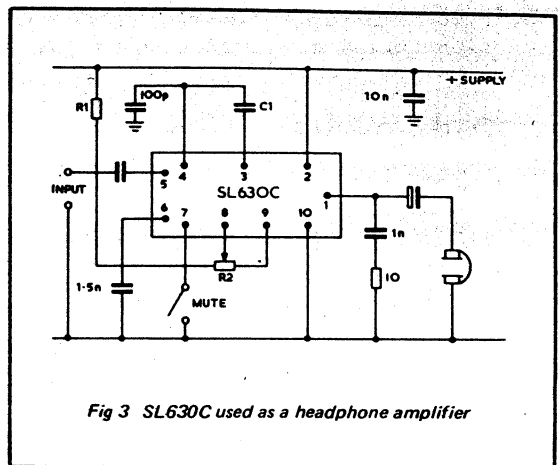 + SUPPLY
R1
100p
C1
10n
4
3
2
INPUT
5
SL630C
1
6
7
8
9
10
1n
R2
1·5n
MUTE
10
Fig 3 SL630C used as a headphone amplifier